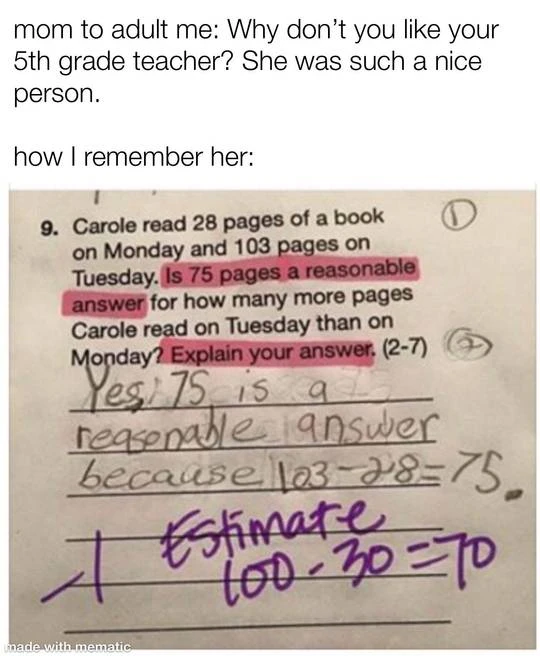 mom to adult me: Why don't you like your
5th grade teacher? She was such a nice
person.
how I remember her:
9. Carole read 28 pages of a book
on Monday and 103 pages on
Tuesday. Is 75 pages a reasonable
answer for how many more pages
Carole read on Tuesday than on
Monday? Explain your answer. (2-7)
1
2
Yes, 75 is a
reasonable answer
because 103-28=75.
-1 Estimate
100-30=70
made with mematic